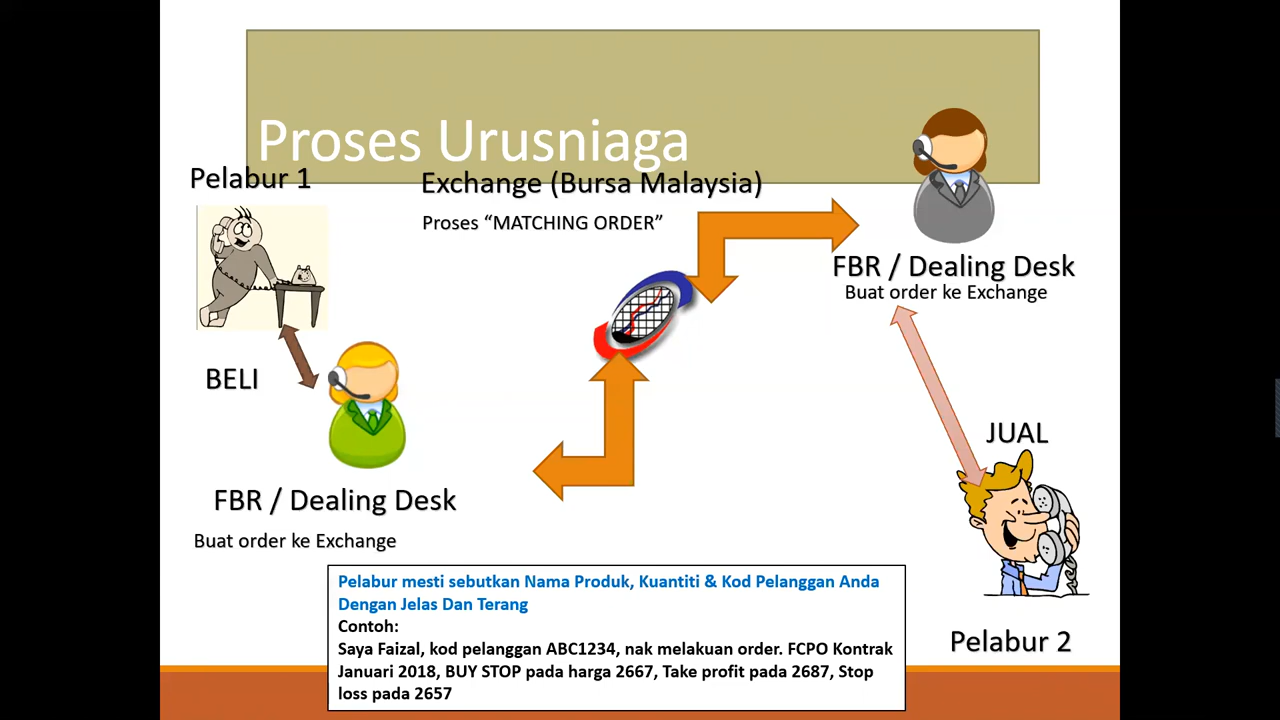 Proses Urusniaga
Pelabur 1
Exchange (Bursa Malaysia)
Proses “MATCHING ORDER”
FBR / Dealing Desk
Buat order ke Exchange
BELI
JUAL
FBR / Dealing Desk
Buat order ke Exchange
Pelabur mesti sebutkan Nama Produk, Kuantiti & Kod Pelanggan Anda
Dengan Jelas Dan Terang
Contoh:
Saya Faizal, kod pelanggan ABC1234, nak melakuan order. FCPO Kontrak
Januari 2018, BUY STOP pada harga 2667, Take profit pada 2687, Stop
loss pada 2657
Pelabur 2